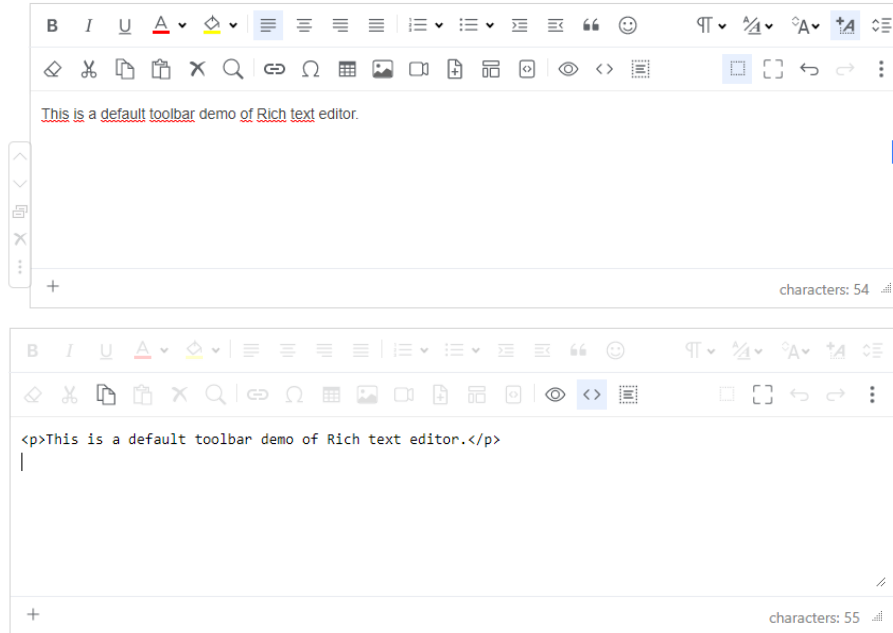 This is a default toolbar demo of Rich text editor.
characters: 54
<p>This is a default toolbar demo of Rich text editor.</p>
characters: 55